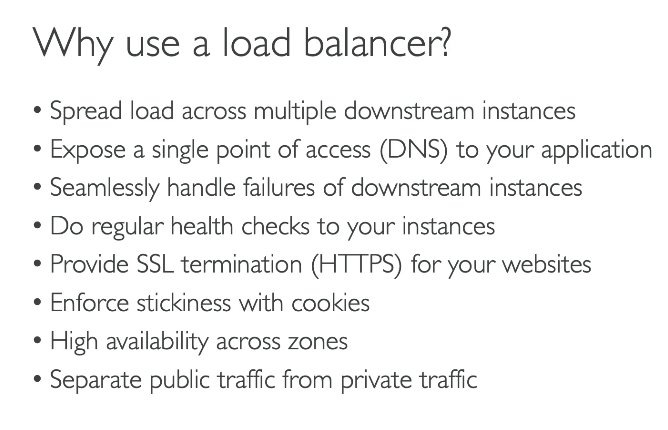 Why use a load balancer?
• Spread load across multiple downstream instances
• Expose a single point of access (DNS) to your application
• Seamlessly handle failures of downstream instances
• Do regular health checks to your instances
• Provide SSL termination (HTTPS) for your websites
• Enforce stickiness with cookies
• High availability across zones
• Separate public traffic from private traffic